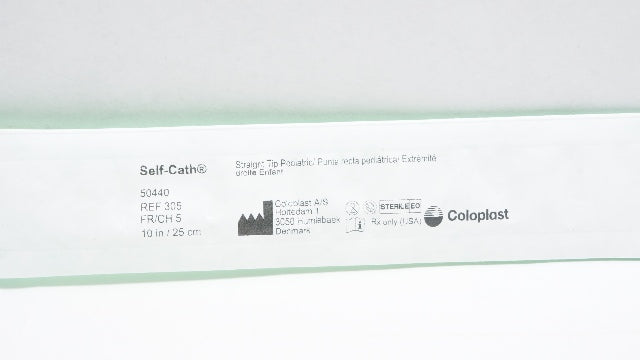 Self-Cath®
50440
REF 305
FR/CH 5
10 in / 25 cm
Straight Tip Pediatric/ Punta recta pediátrica/ Extrémité
droite Enfant
Coloplast A/S
Holtedam 1
3050 Humlebaek
Denmark
STERILE EO
Rx only (USA)
Coloplast